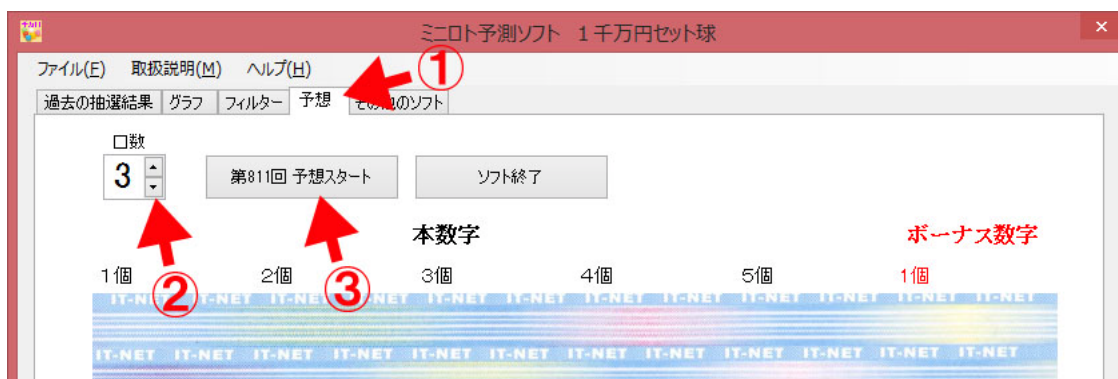 ミニロト予測ソフト 1千万円セット球
ファイル(F) 取扱説明(M) ヘルプ(H)
①
過去の抽選結果 グラフ フィルター 予想 その他のソフト
口数
3 第811回 予想スタート ソフト終了
本数字 ボーナス数字
1個 2個 3個 4個 5個 1個
② ③
IT-NET IT-NET IT-NET IT-NET IT-NET IT-NET IT-NET IT-NET IT-NET IT-NET IT-NET IT-NET
IT-NET IT-NET IT-NET IT-NET IT-NET IT-NET IT-NET IT-NET IT-NET IT-NET IT-NET IT-NET